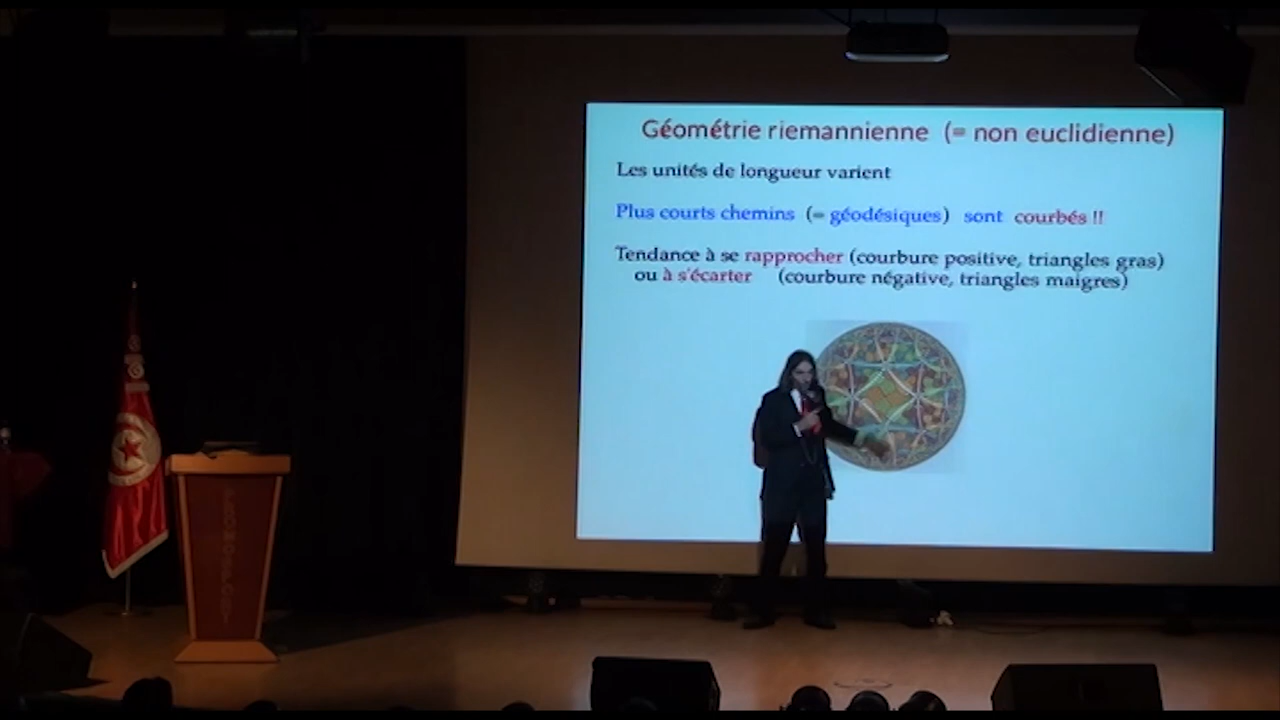 Géométrie riemannienne (= non euclidienne)
Les unités de longueur varient
Plus courts chemins (= géodésiques) sont courbés !!
Tendance à se rapprocher (courbure positive, triangles gras)
ou à s'écarter (courbure négative, triangles maigres)